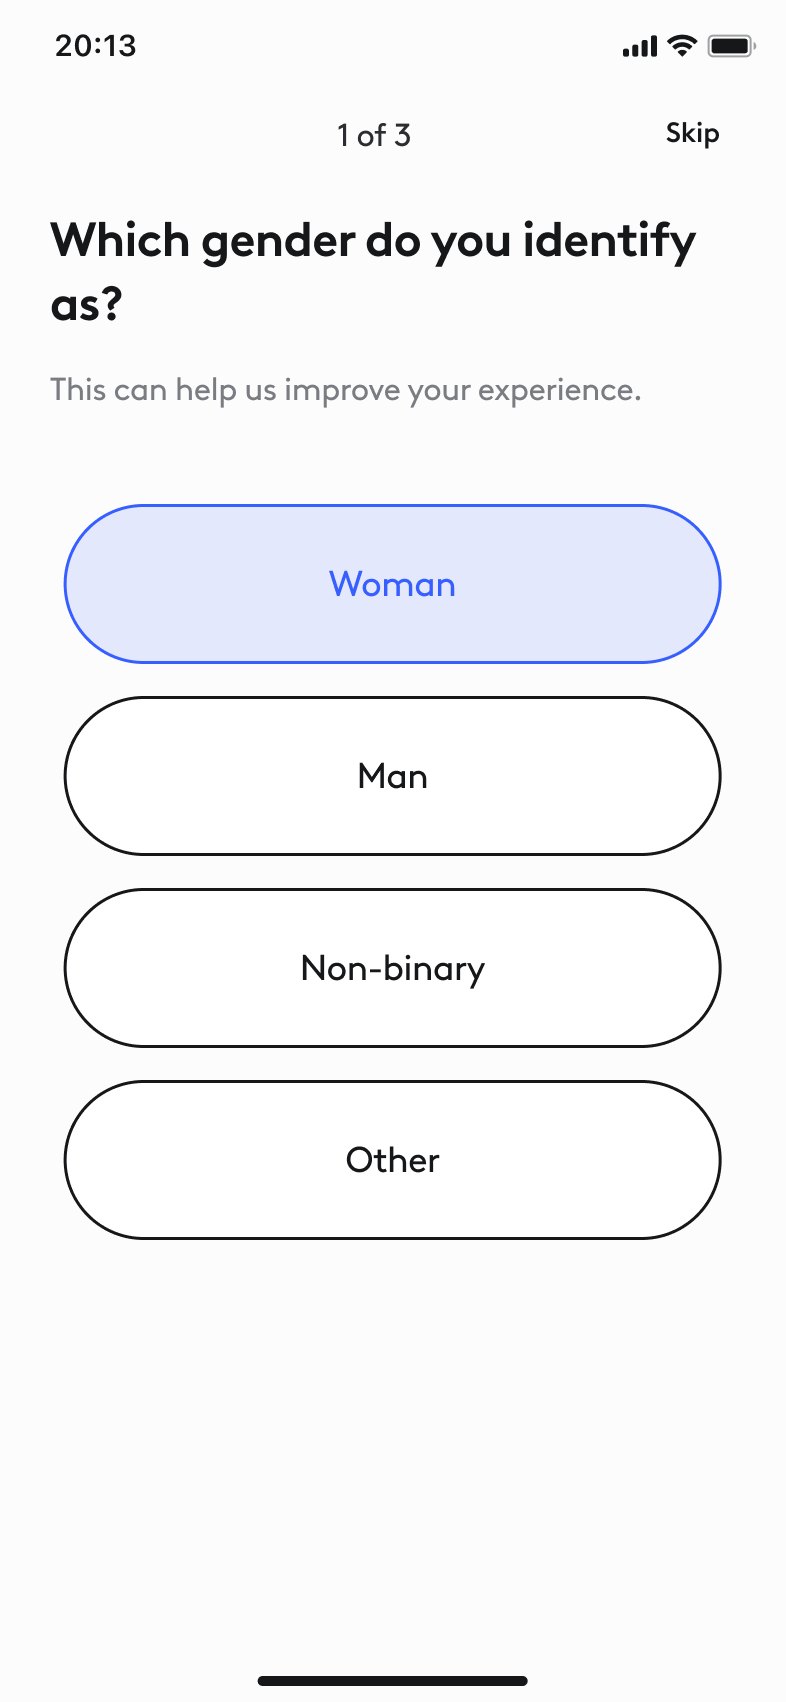 20:13
1 of 3
Skip
Which gender do you identify
as?
This can help us improve your experience.
Woman
Man
Non-binary
Other